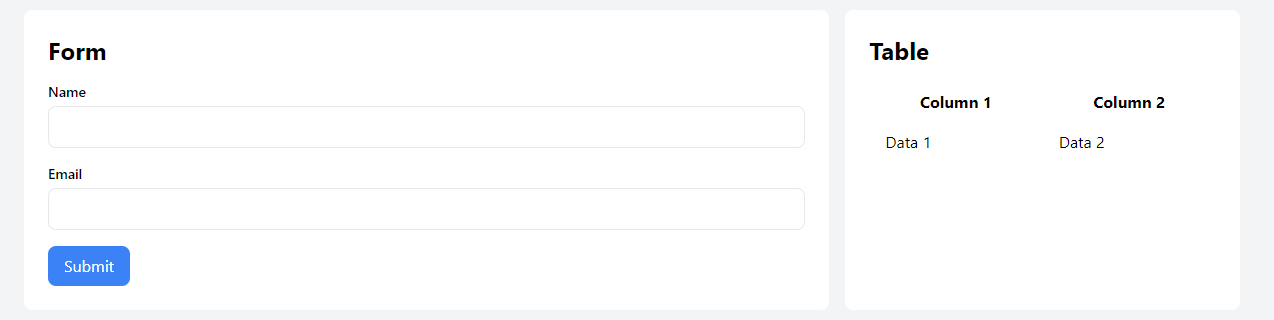 Form
Name
Email
Submit
Table
Column 1 Column 2
Data 1 Data 2